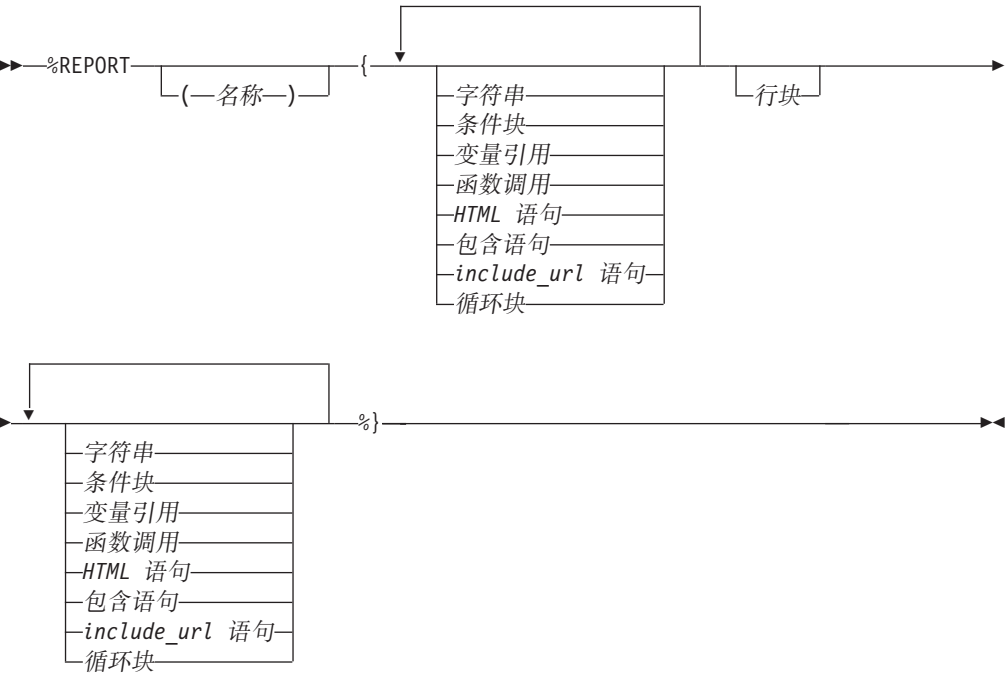 %REPORT
(名称)
{
字符串
条件块
变量引用
函数调用
HTML 语句
包含语句
include_url 语句
循环块
行块
字符串
条件块
变量引用
函数调用
HTML 语句
包含语句
include_url 语句
循环块
%}